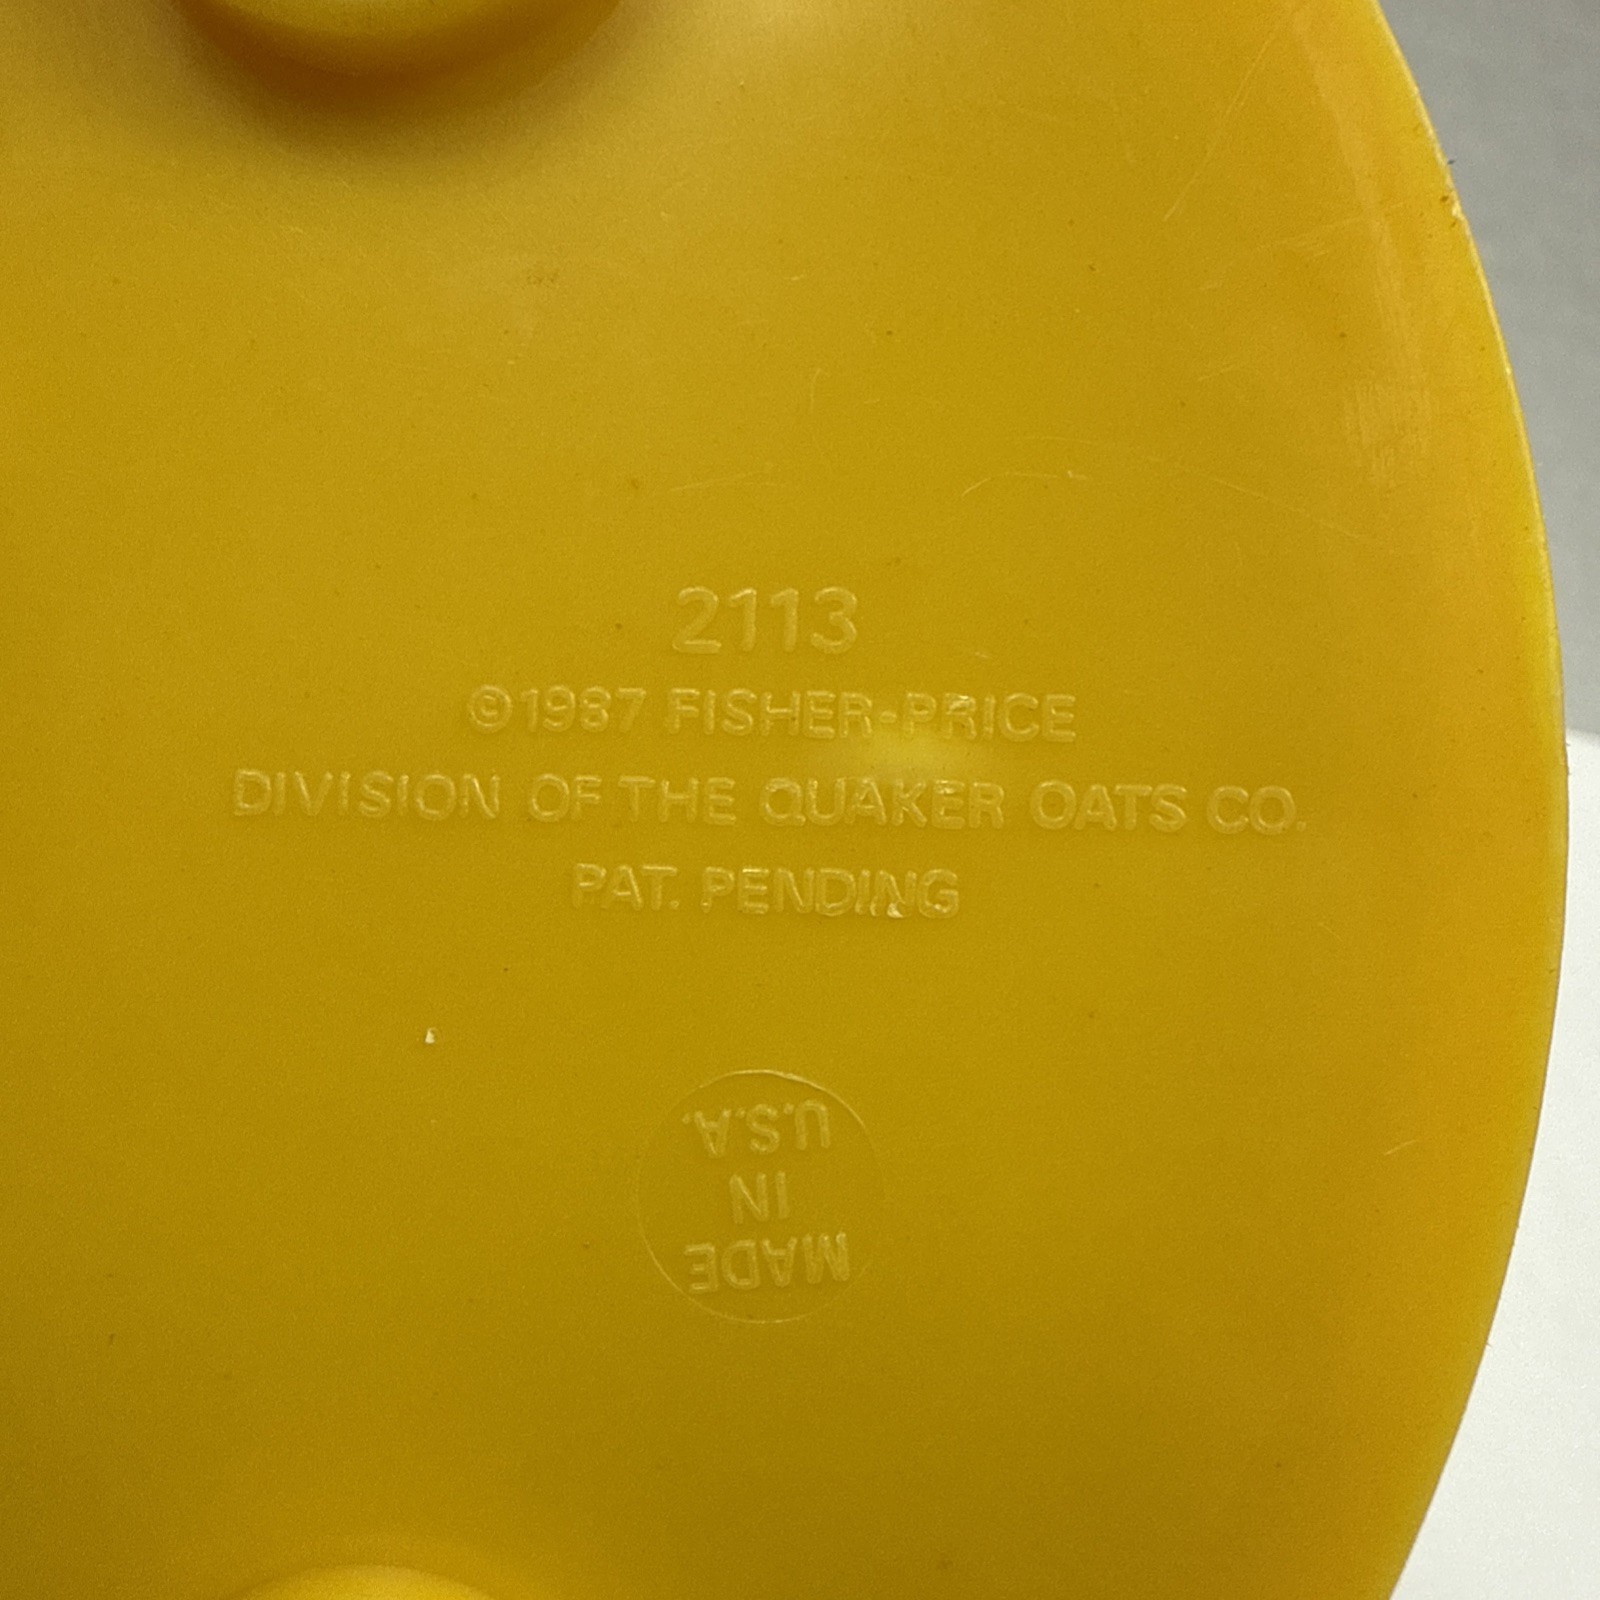 2113
©1987 FISHER-PRICE
DIVISION OF THE QUAKER OATS CO.
PAT. PENDING
MADE
IN
U.S.A.